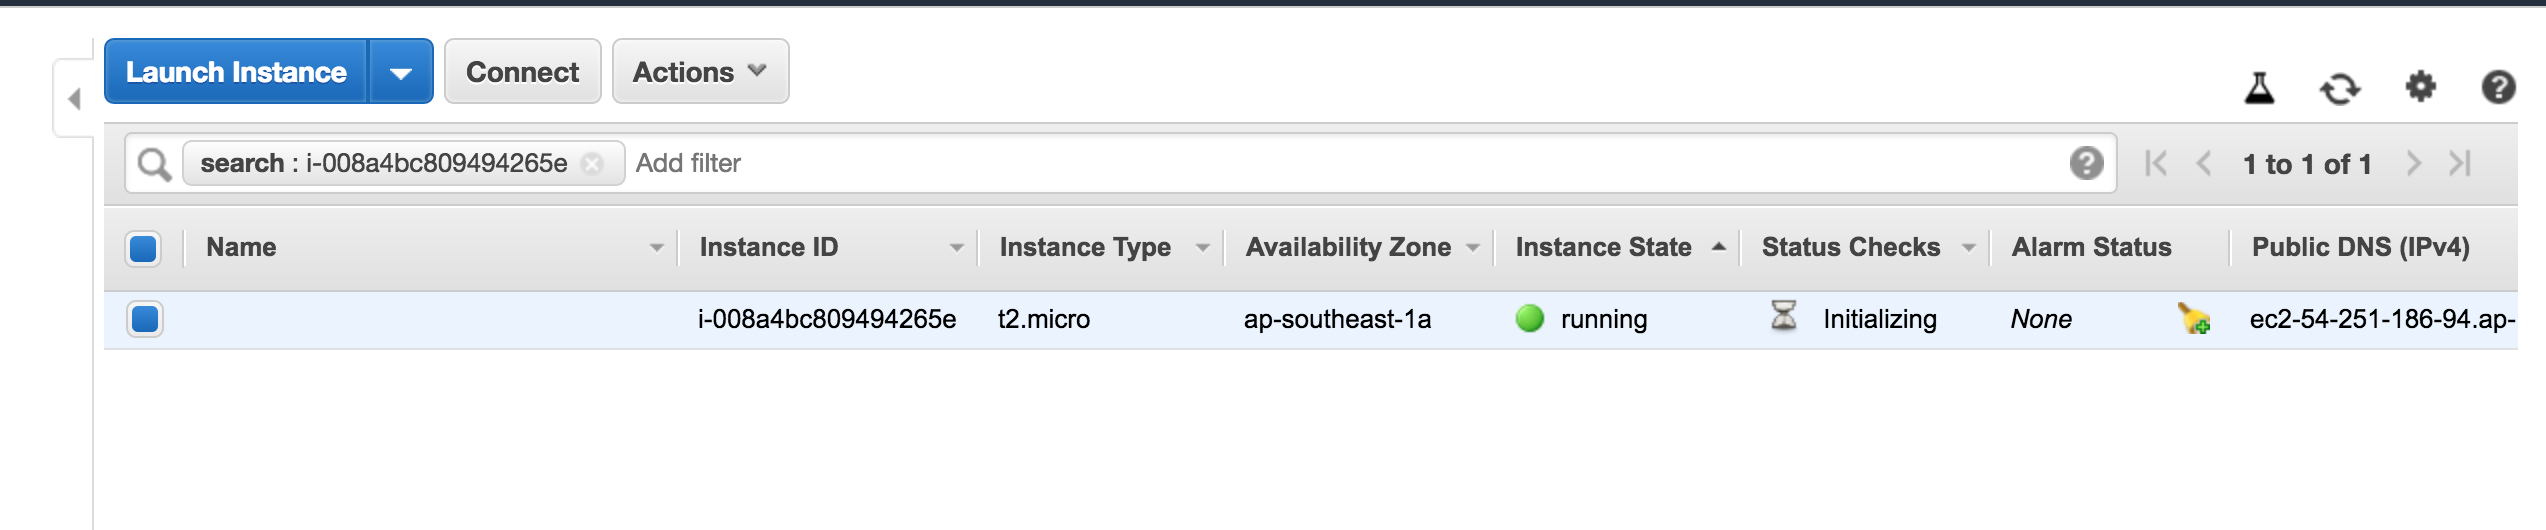 Launch Instance Connect Actions
search : i-008a4bc809494265e Add filter 1 to 1 of 1
Name Instance ID Instance Type Availability Zone Instance State Status Checks Alarm Status Public DNS (IPv4)
i-008a4bc809494265e t2.micro ap-southeast-1a running Initializing None ec2-54-251-186-94.ap-